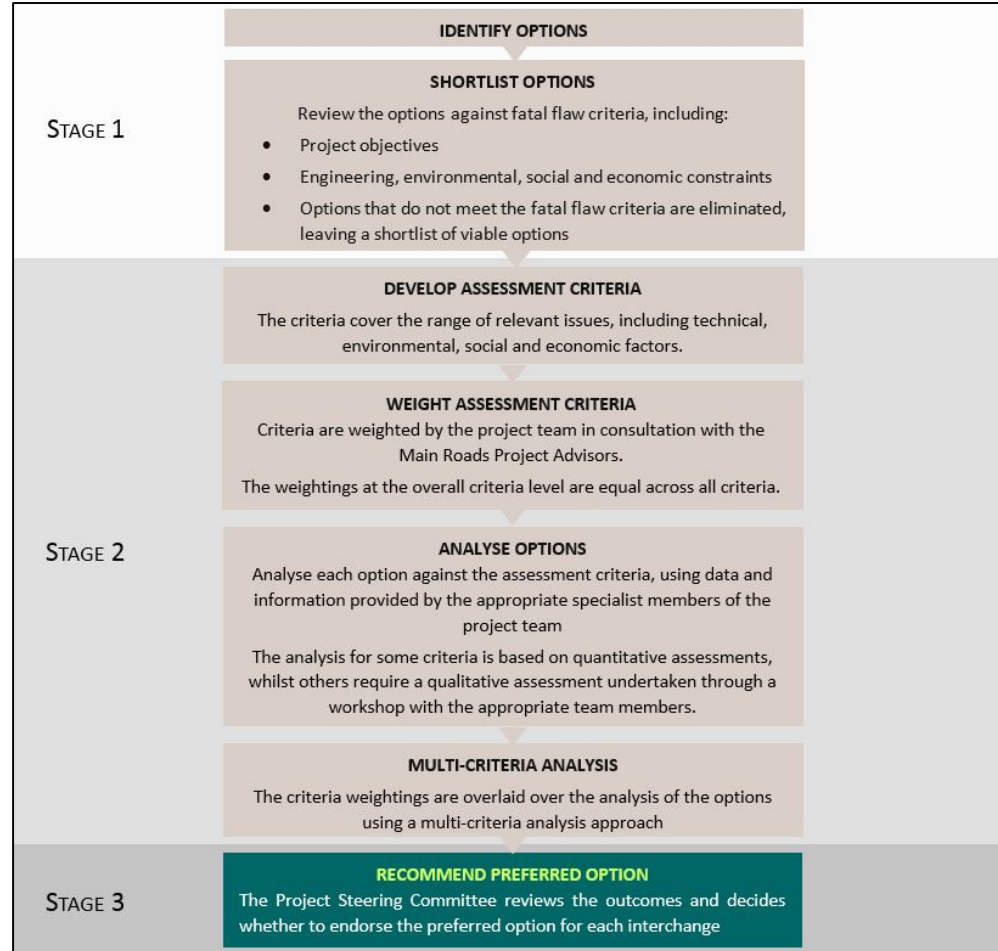 IDENTIFY OPTIONS
STAGE 1
SHORTLIST OPTIONS
Review the options against fatal flaw criteria, including:
• Project objectives
• Engineering, environmental, social and economic constraints
• Options that do not meet the fatal flaw criteria are eliminated,
leaving a shortlist of viable options
STAGE 2
DEVELOP ASSESSMENT CRITERIA
The criteria cover the range of relevant issues, including technical,
environmental, social and economic factors.
WEIGHT ASSESSMENT CRITERIA
Criteria are weighted by the project team in consultation with the
Main Roads Project Advisors.
The weightings at the overall criteria level are equal across all criteria.
ANALYSE OPTIONS
Analyse each option against the assessment criteria, using data and
information provided by the appropriate specialist members of the
project team
The analysis for some criteria is based on quantitative assessments,
whilst others require a qualitative assessment undertaken through a
workshop with the appropriate team members.
MULTI-CRITERIA ANALYSIS
The criteria weightings are overlaid over the analysis of the options
using a multi-criteria analysis approach
STAGE 3
RECOMMEND PREFERRED OPTION
The Project Steering Committee reviews the outcomes and decides
whether to endorse the preferred option for each interchange